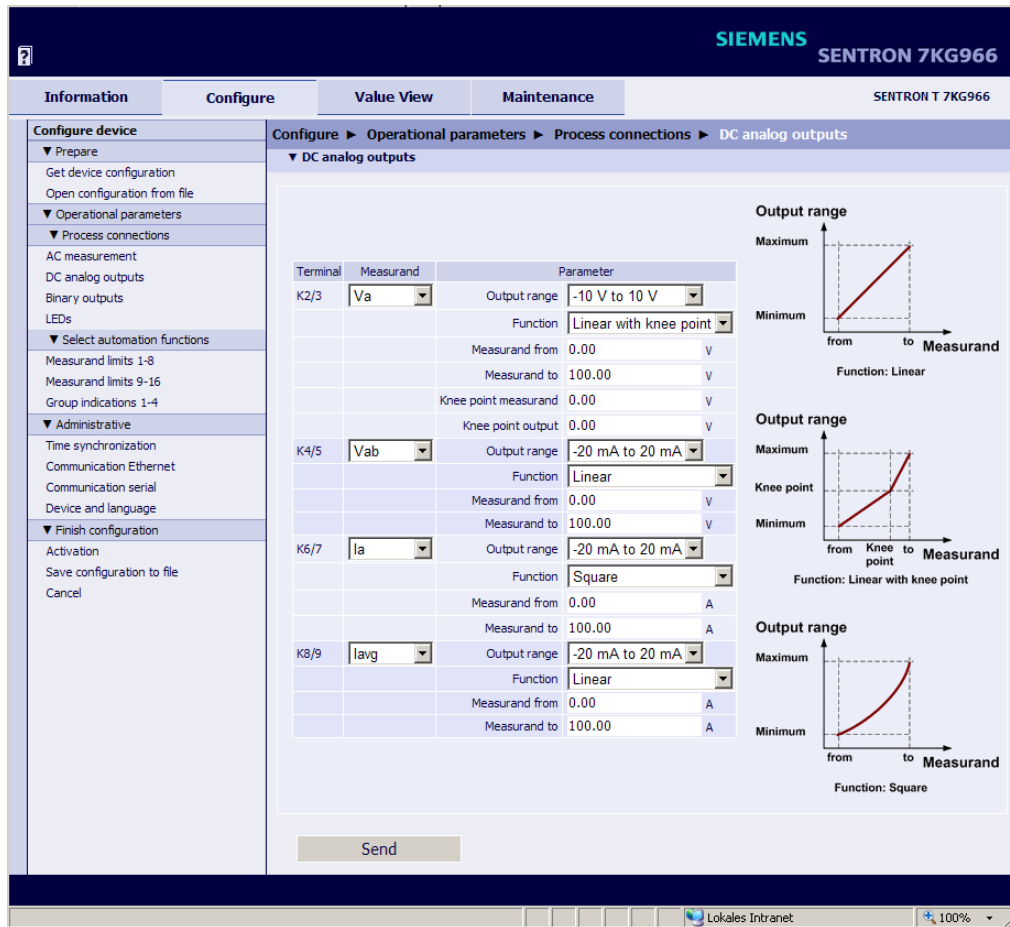 SIEMENS
SENTRON 7KG966
Information Configure Value View Maintenance SENTRON T 7KG966
Configure device
▼ Prepare
Get device configuration
Open configuration from file
▼ Operational parameters
▼ Process connections
AC measurement
DC analog outputs
Binary outputs
LEDs
▼ Select automation functions
Measurand limits 1-8
Measurand limits 9-16
Group indications 1-4
▼ Administrative
Time synchronization
Communication Ethernet
Communication serial
Device and language
▼ Finish configuration
Activation
Save configuration to file
Cancel
Configure ► Operational parameters ► Process connections ► DC analog outputs
▼ DC analog outputs
Terminal Measurand Parameter
K2/3 Va Output range -10 V to 10 V
Function Linear with knee point
Measurand from 0.00 V
Measurand to 100.00 V
Knee point measurand 0.00 V
Knee point output 0.00 V
K4/5 Vab Output range -20 mA to 20 mA
Function Linear
Measurand from 0.00 V
Measurand to 100.00 V
K6/7 Ia Output range -20 mA to 20 mA
Function Square
Measurand from 0.00 A
Measurand to 100.00 A
K8/9 Iavg Output range -20 mA to 20 mA
Function Linear
Measurand from 0.00 A
Measurand to 100.00 A
Output range
Maximum
Minimum
from to Measurand
Function: Linear
Output range
Maximum
Knee point
Minimum
from Knee point to Measurand
Function: Linear with knee point
Output range
Maximum
Minimum
from to Measurand
Function: Square
Send
Lokales Intranet 100%